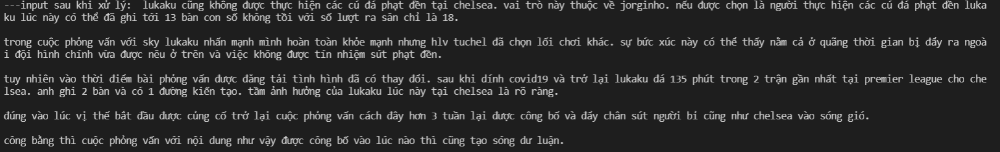 ---input sau khi xử lý:  lukaku cũng không được thực hiện các cú đá phạt đền tại chelsea. vai trò này thuộc về jorginho. nếu được chọn là người thực hiện các cú đá phạt đền luka
ku lúc này có thể đã ghi tới 13 bàn con số không tồi với số lượt ra sân chỉ là 18.
trong cuộc phỏng vấn với sky lukaku nhấn mạnh mình hoàn toàn khỏe mạnh nhưng hlv tuchel đã chọn lối chơi khác. sự bức xúc này có thể thấy nằm cả ở quãng thời gian bị đẩy ra ngoà
i đội hình chính vừa được nêu ở trên và việc không được tín nhiệm sút phạt đền.
tuy nhiên vào thời điểm bài phỏng vấn được đăng tải tình hình đã có thay đổi. sau khi dính covid19 và trở lại lukaku đá 135 phút trong 2 trận gần nhất tại premier league cho che
lsea. anh ghi 2 bàn và có 1 đường kiến tạo. tầm ảnh hưởng của lukaku lúc này tại chelsea là rõ ràng.
đúng vào lúc vị thế bắt đầu được củng cố trở lại cuộc phỏng vấn cách đây hơn 3 tuần lại được công bố và đẩy chân sút người bỉ cũng như chelsea vào sóng gió.
công bằng thì cuộc phỏng vấn với nội dung như vậy được công bố vào lúc nào thì cũng tạo sóng dư luận.